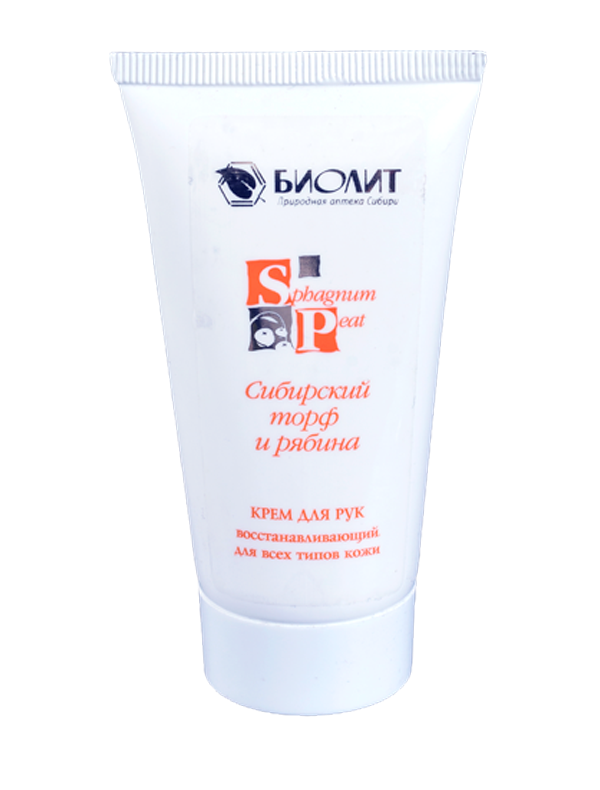 БИОЛИТ
Природная аптека Сибири
Sphagnum
Peat
Сибирский
торф
и рябина
КРЕМ ДЛЯ РУК
восстанавливающий
для всех типов кожи